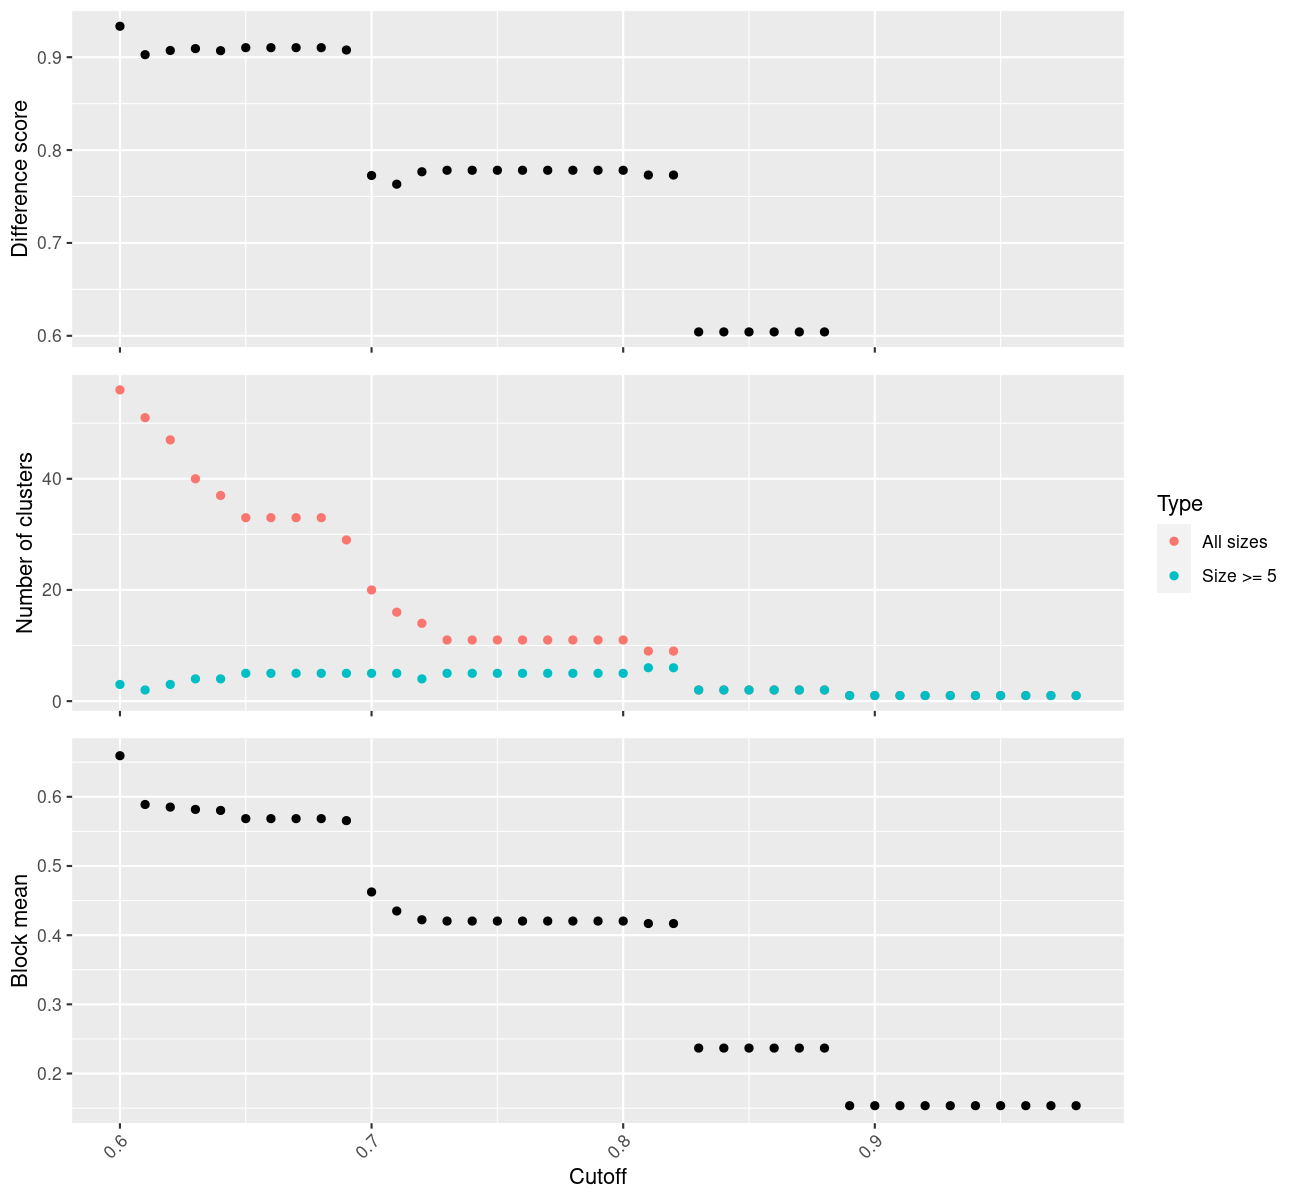 Difference score
0.9
0.8
0.7
0.6
Number of clusters
40
20
0
Type
All sizes
Size >= 5
Block mean
0.6
0.5
0.4
0.3
0.2
0.6
0.7
0.8
0.9
Cutoff